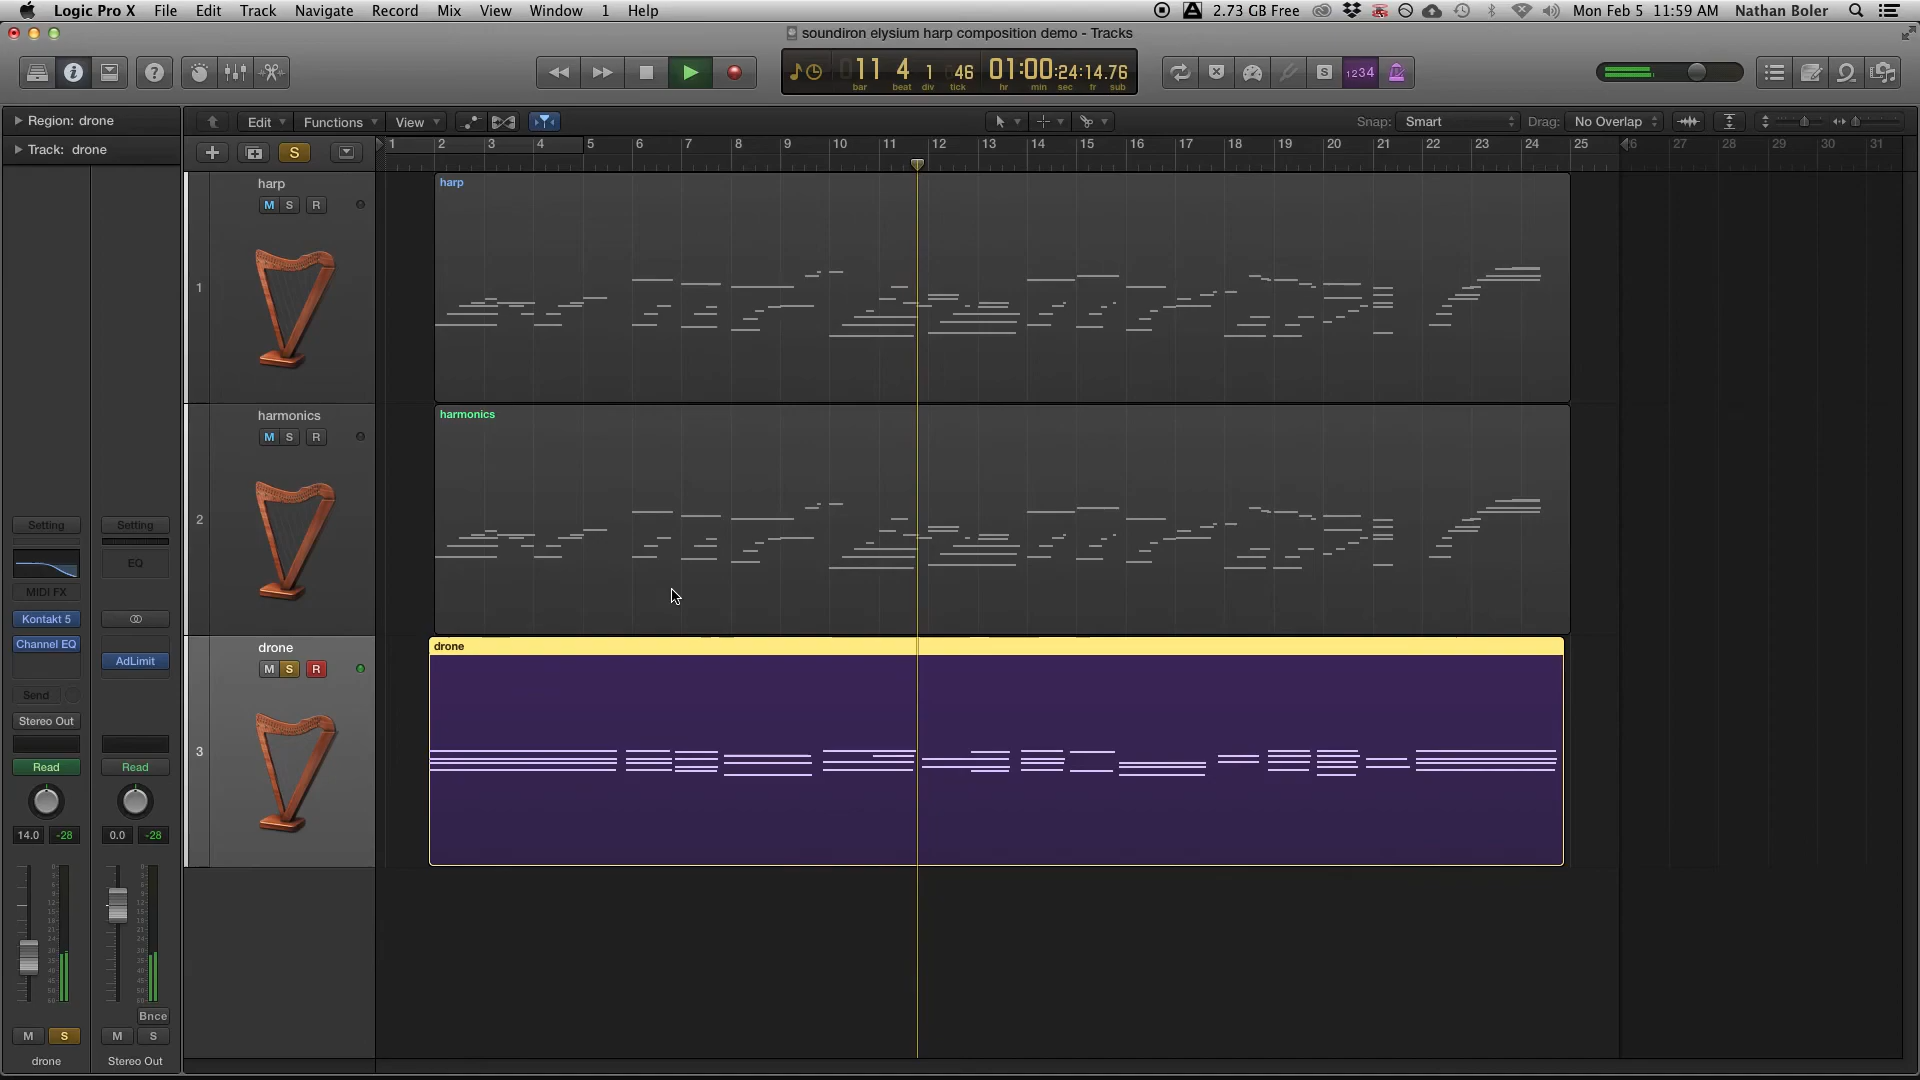 Logic Pro X File Edit Track Navigate Record Mix View Window 1 Help 2.73 GB Free Mon Feb 5 11:59 AM Nathan Boler
soundiron elysium harp composition demo - Tracks
11 4 1 46 01:00:24:14.76
bar beat div tick hr min sec fr sub
S 1234
Region: drone
Edit Functions View Snap: Smart Drag: No Overlap
Track: drone
S
1 2 3 4 5 6 7 8 9 10 11 12 13 14 15 16 17 18 19 20 21 22 23 24 25 26 27 28 29 30 31
harp
M S R
1
harp
harmonics
M S R
2
harmonics
drone
M S R
3
drone
Setting Setting
EQ
MIDI FX
Kontakt 5
Channel EQ
AdLimit
Send
Stereo Out
Read Read
14.0 -28 0.0 -28
Bnce
M S M S
drone Stereo Out